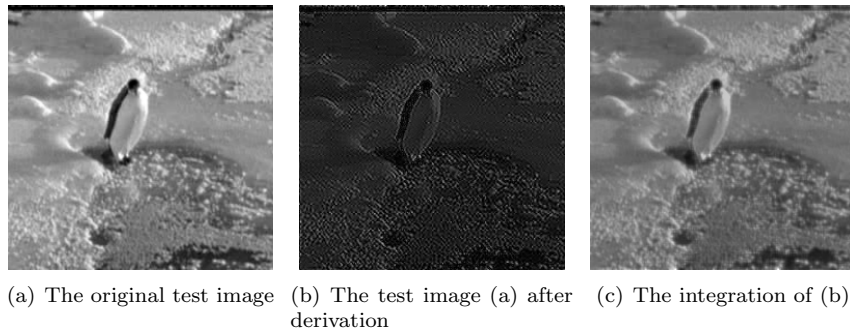 (a) The original test image
(b) The test image (a) after
derivation
(c) The integration of (b)